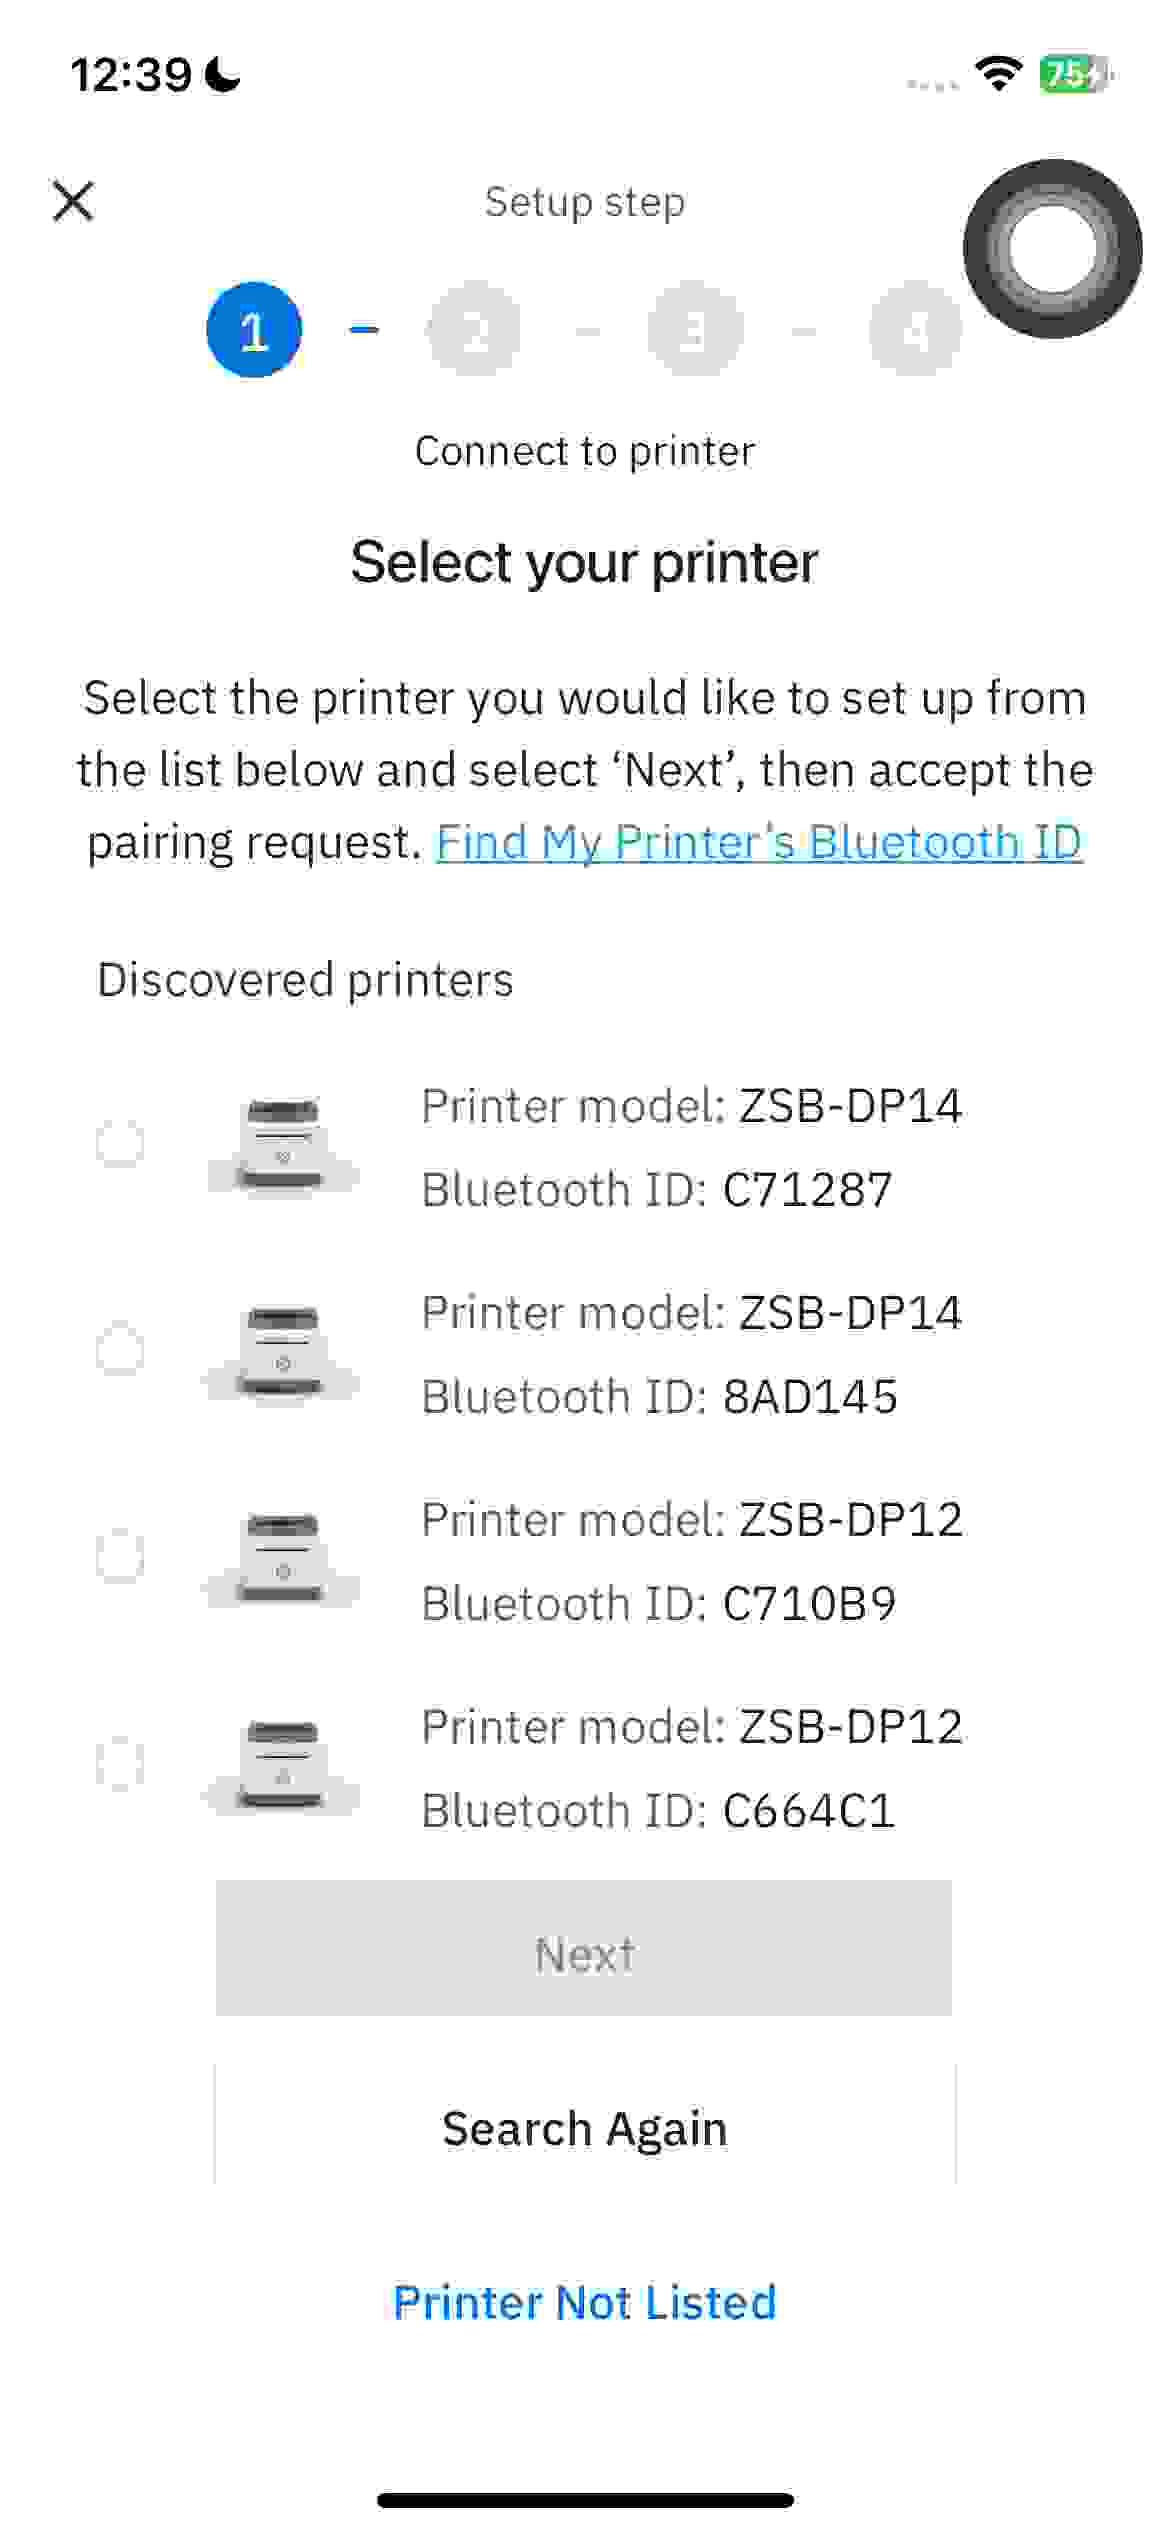 12:39
75
Setup step
1
2
3
4
Connect to printer
Select your printer
Select the printer you would like to set up from
the list below and select ‘Next’, then accept the
pairing request. Find My Printer's Bluetooth ID
Discovered printers
Printer model: ZSB-DP14
Bluetooth ID: C71287
Printer model: ZSB-DP14
Bluetooth ID: 8AD145
Printer model: ZSB-DP12
Bluetooth ID: C710B9
Printer model: ZSB-DP12
Bluetooth ID: C664C1
Next
Search Again
Printer Not Listed